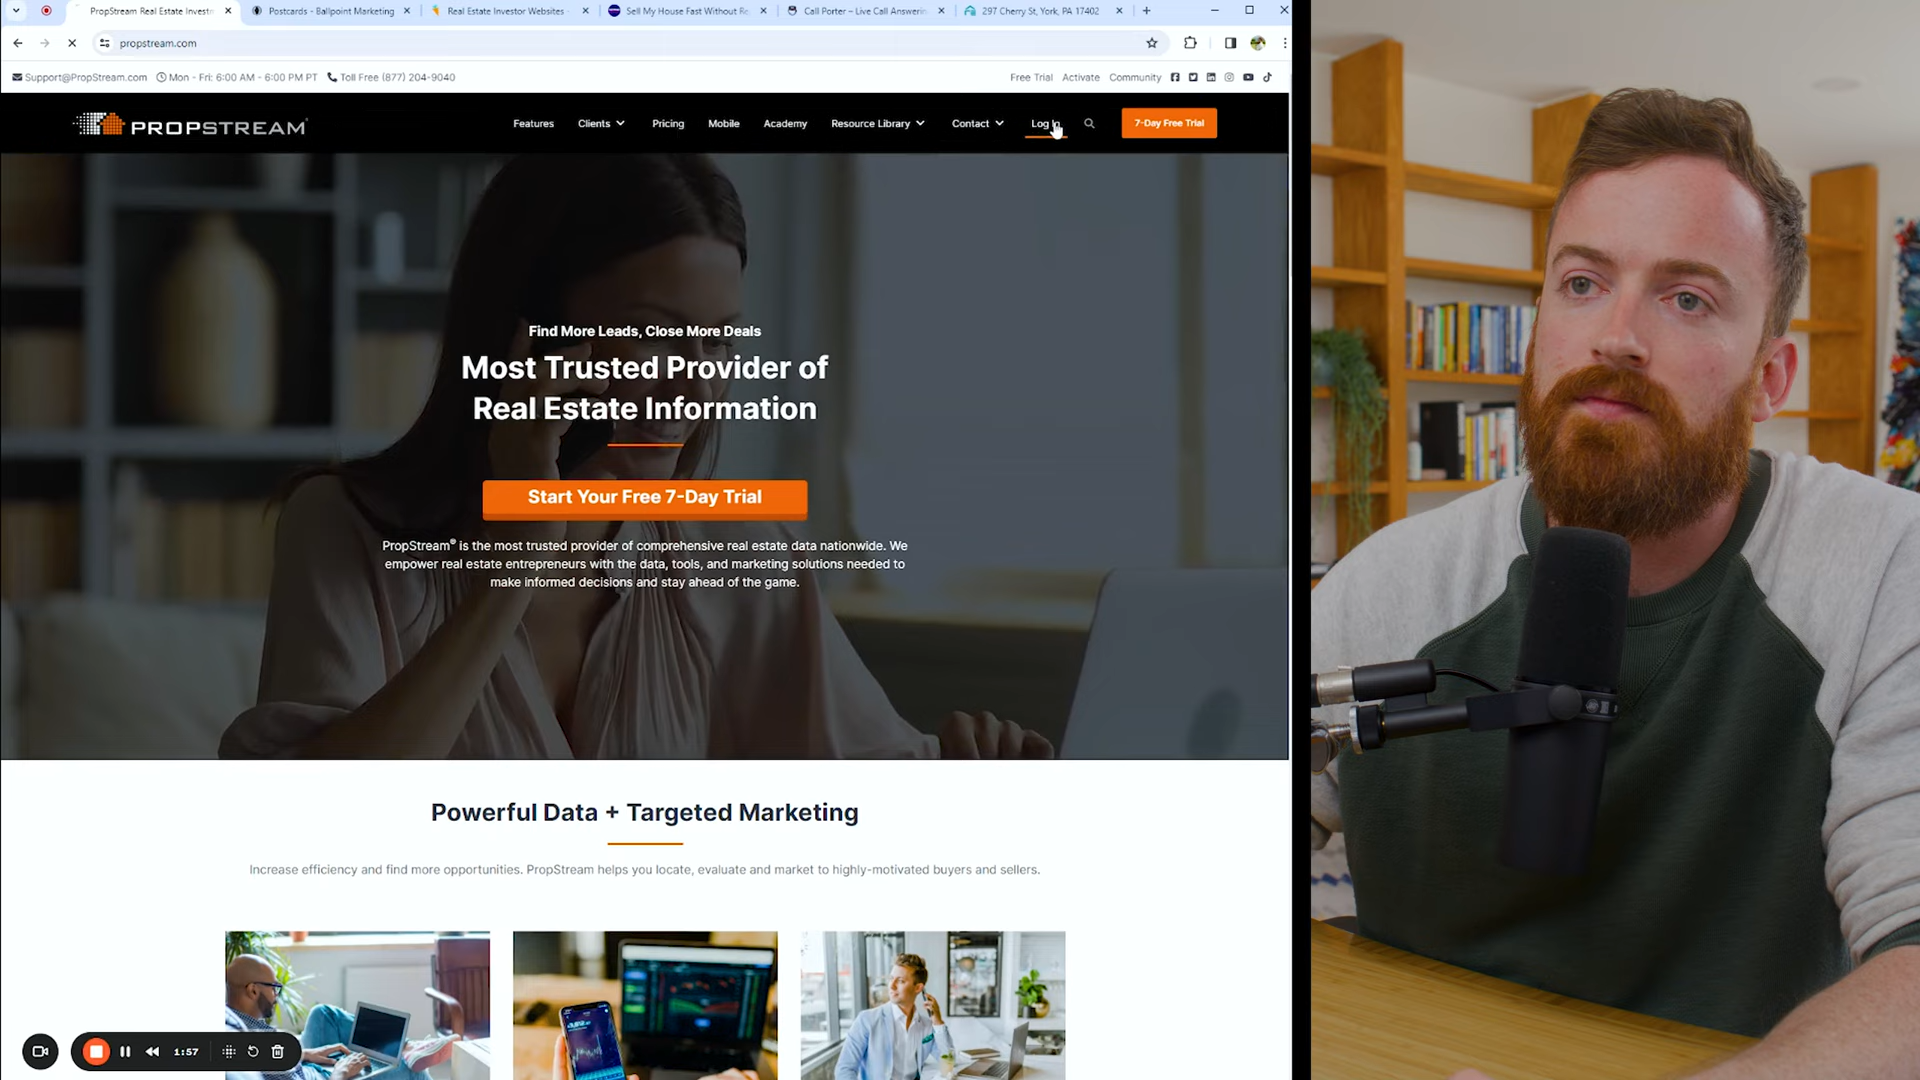 PropStream Real Estate Invest
Postcards - Ballpoint Marketing
Real Estate Investor Websites -
Sell My House Fast Without Re
Call Porter – Live Call Answerin
297 Cherry St, York, PA 17402
propstream.com
Support@PropStream.com
Mon - Fri: 6:00 AM - 6:00 PM PT
Toll Free (877) 204-9040
Free Trial
Activate
Community
PROPSTREAM
Features
Clients
Pricing
Mobile
Academy
Resource Library
Contact
Log In
7-Day Free Trial
Find More Leads, Close More Deals
Most Trusted Provider of
Real Estate Information
Start Your Free 7-Day Trial
PropStream® is the most trusted provider of comprehensive real estate data nationwide. We
empower real estate entrepreneurs with the data, tools, and marketing solutions needed to
make informed decisions and stay ahead of the game.
Powerful Data + Targeted Marketing
Increase efficiency and find more opportunities. PropStream helps you locate, evaluate and market to highly-motivated buyers and sellers.
1:57